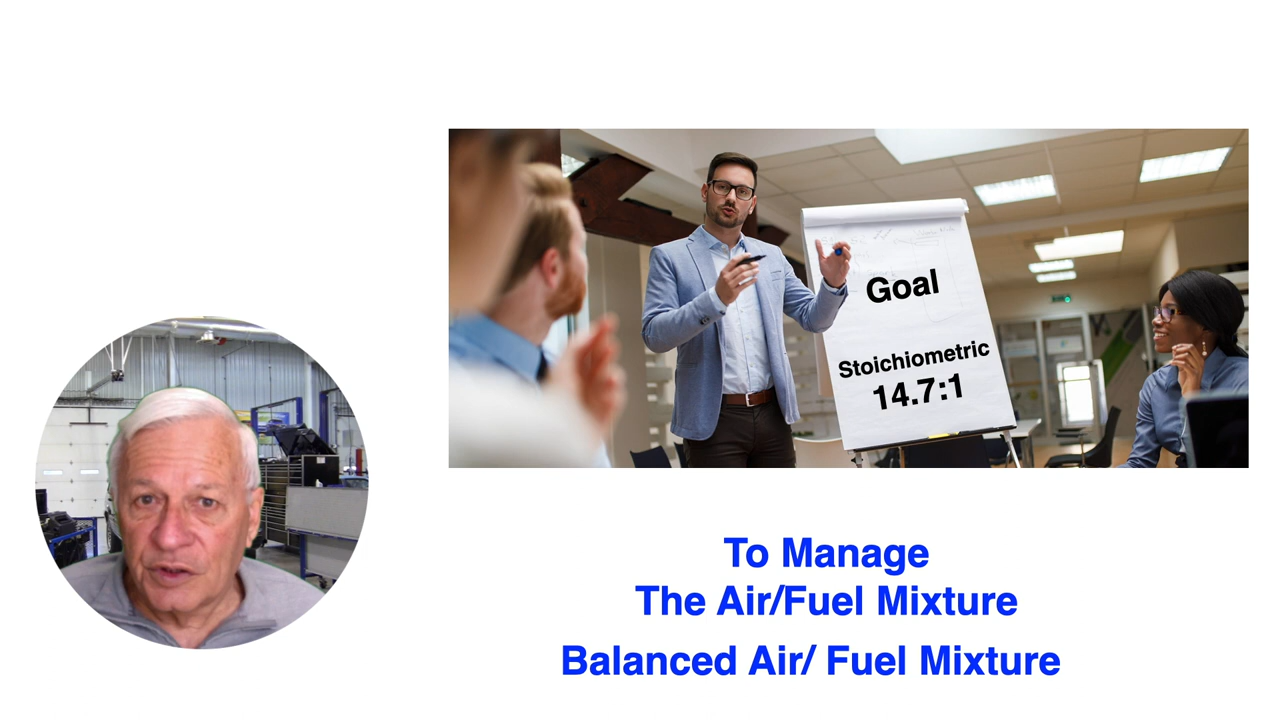 Goal
Stoichiometric
14.7:1
To Manage
The Air/Fuel Mixture
Balanced Air/ Fuel Mixture